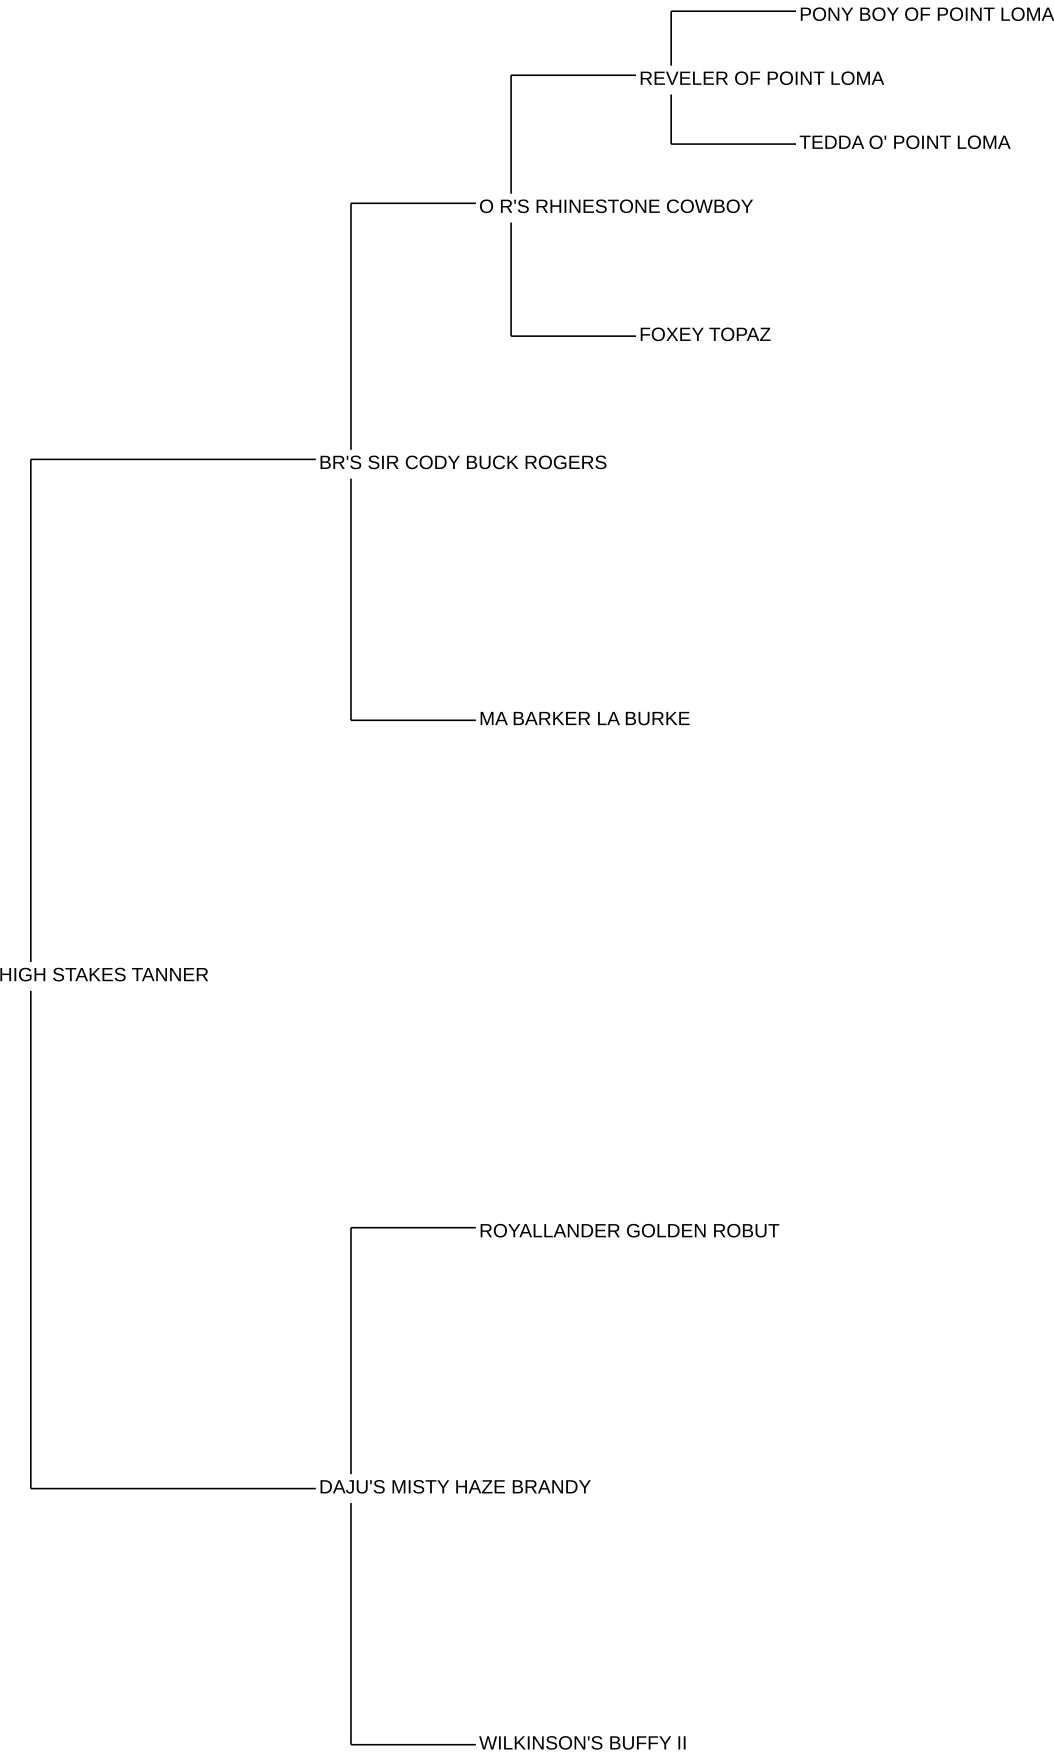 PONY BOY OF POINT LOMA
REVELER OF POINT LOMA
TEDDA O' POINT LOMA
O R'S RHINESTONE COWBOY
FOXEY TOPAZ
BR'S SIR CODY BUCK ROGERS
MA BARKER LA BURKE
HIGH STAKES TANNER
ROYALLANDER GOLDEN ROBUT
DAJU'S MISTY HAZE BRANDY
WILKINSON'S BUFFY II